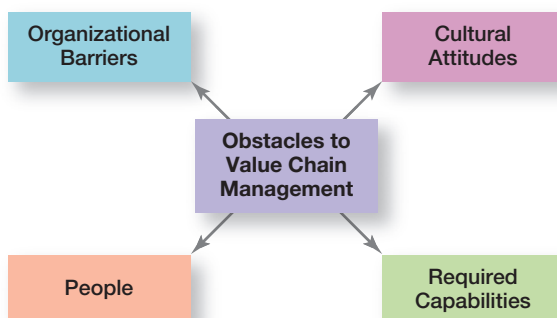 Organizational
Barriers
Cultural
Attitudes
Obstacles to
Value Chain
Management
People
Required
Capabilities